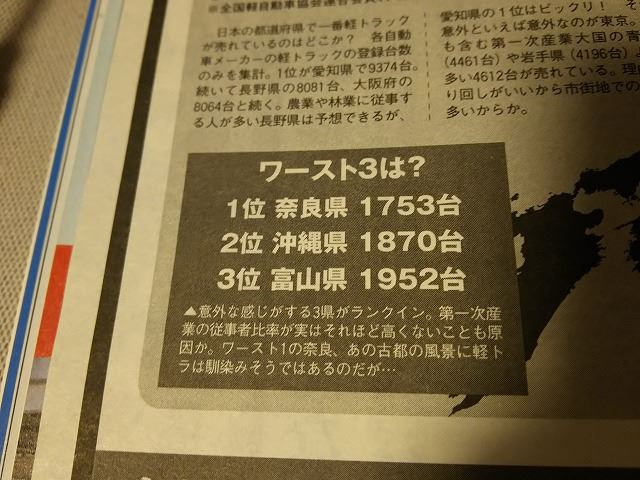 ※全国軽自動車協会連合会
日本の都道府県で一番軽トラック
が売れているのはどこか？ 各自動
車メーカーの軽トラックの登録台数
のみを集計。1位が愛知県で9374台。
続いて長野県の8081台、大阪府の
8064台と続く。農業や林業に従事す
る人が多い長野県は予想できるが、
愛知県の1位はビックリ！ そ
意外といえば意外なのが東京。
も含む第一次産業大国の青
(4461台)や岩手県(4196台)よ
多い4612台が売れている。理
り回しがいいから市街地での
多いからか。
ワースト3は？
1位 奈良県 1753台
2位 沖縄県 1870台
3位 富山県 1952台
▲意外な感じがする3県がランクイン。第一次産
業の従事者比率が実はそれほど高くないことも原
因か。ワースト1の奈良、あの古都の風景に軽ト
ラは馴染みそうではあるのだが…